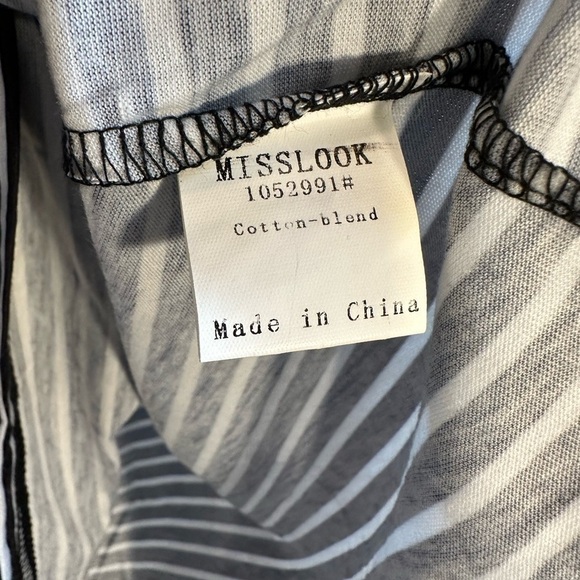 MISSLOOK
1052991#
Cotton-blend
Made in China